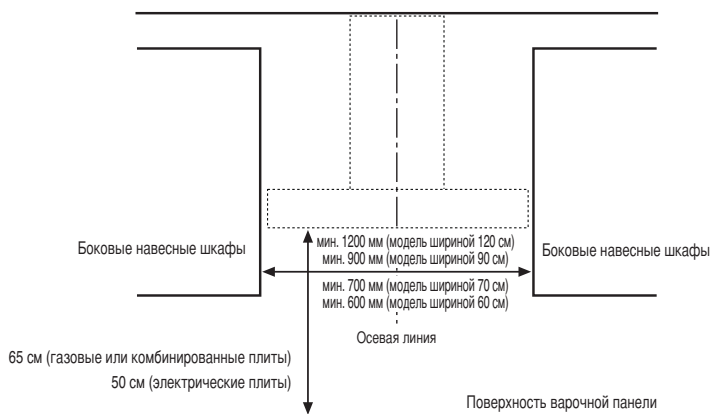 мин. 1200 мм (модель шириной 120 см)
Боковые навесные шкафы
Боковые навесные шкафы
мин. 900 мм (модель шириной 90 см)
мин. 700 мм (модель шириной 70 см)
мин. 600 мм (модель шириной 60 см)
Осевая линия
65 см (газовые или комбинированные плиты)
50 см (электрические плиты)
Поверхность варочной панели